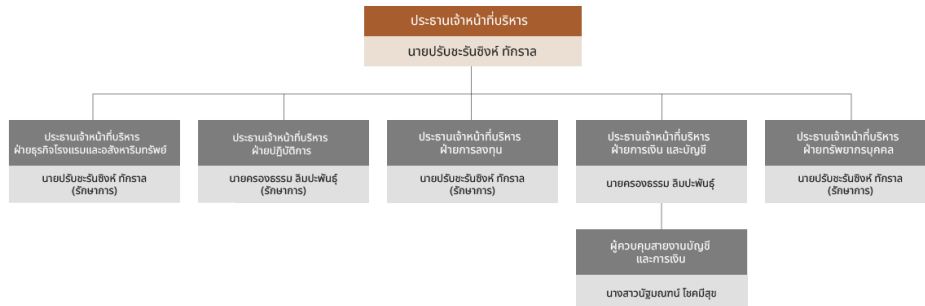 ประธานเจ้าหน้าที่บริหาร
นายปรับชะรันซิงห์ ทักราล
ประธานเจ้าหน้าที่บริหาร
ฝ่ายธุรกิจโรงแรมและอสังหาริมทรัพย์
นายปรับชะรันซิงห์ ทักราล
(รักษาการ)
ประธานเจ้าหน้าที่บริหาร
ฝ่ายปฏิบัติการ
นายครองธรรม ลิมปะพันธุ์
(รักษาการ)
ประธานเจ้าหน้าที่บริหาร
ฝ่ายการลงทุน
นายปรับชะรันซิงห์ ทักราล
(รักษาการ)
ประธานเจ้าหน้าที่บริหาร
ฝ่ายการเงิน และบัญชี
นายครองธรรม ลิมปะพันธุ์
ประธานเจ้าหน้าที่บริหาร
ฝ่ายทรัพยากรบุคคล
นายปรับชะรันซิงห์ ทักราล
(รักษาการ)
ผู้ควบคุมสายงานบัญชี
และการเงิน
นางสาวนัฐมณฑน์ โชคมีสุข